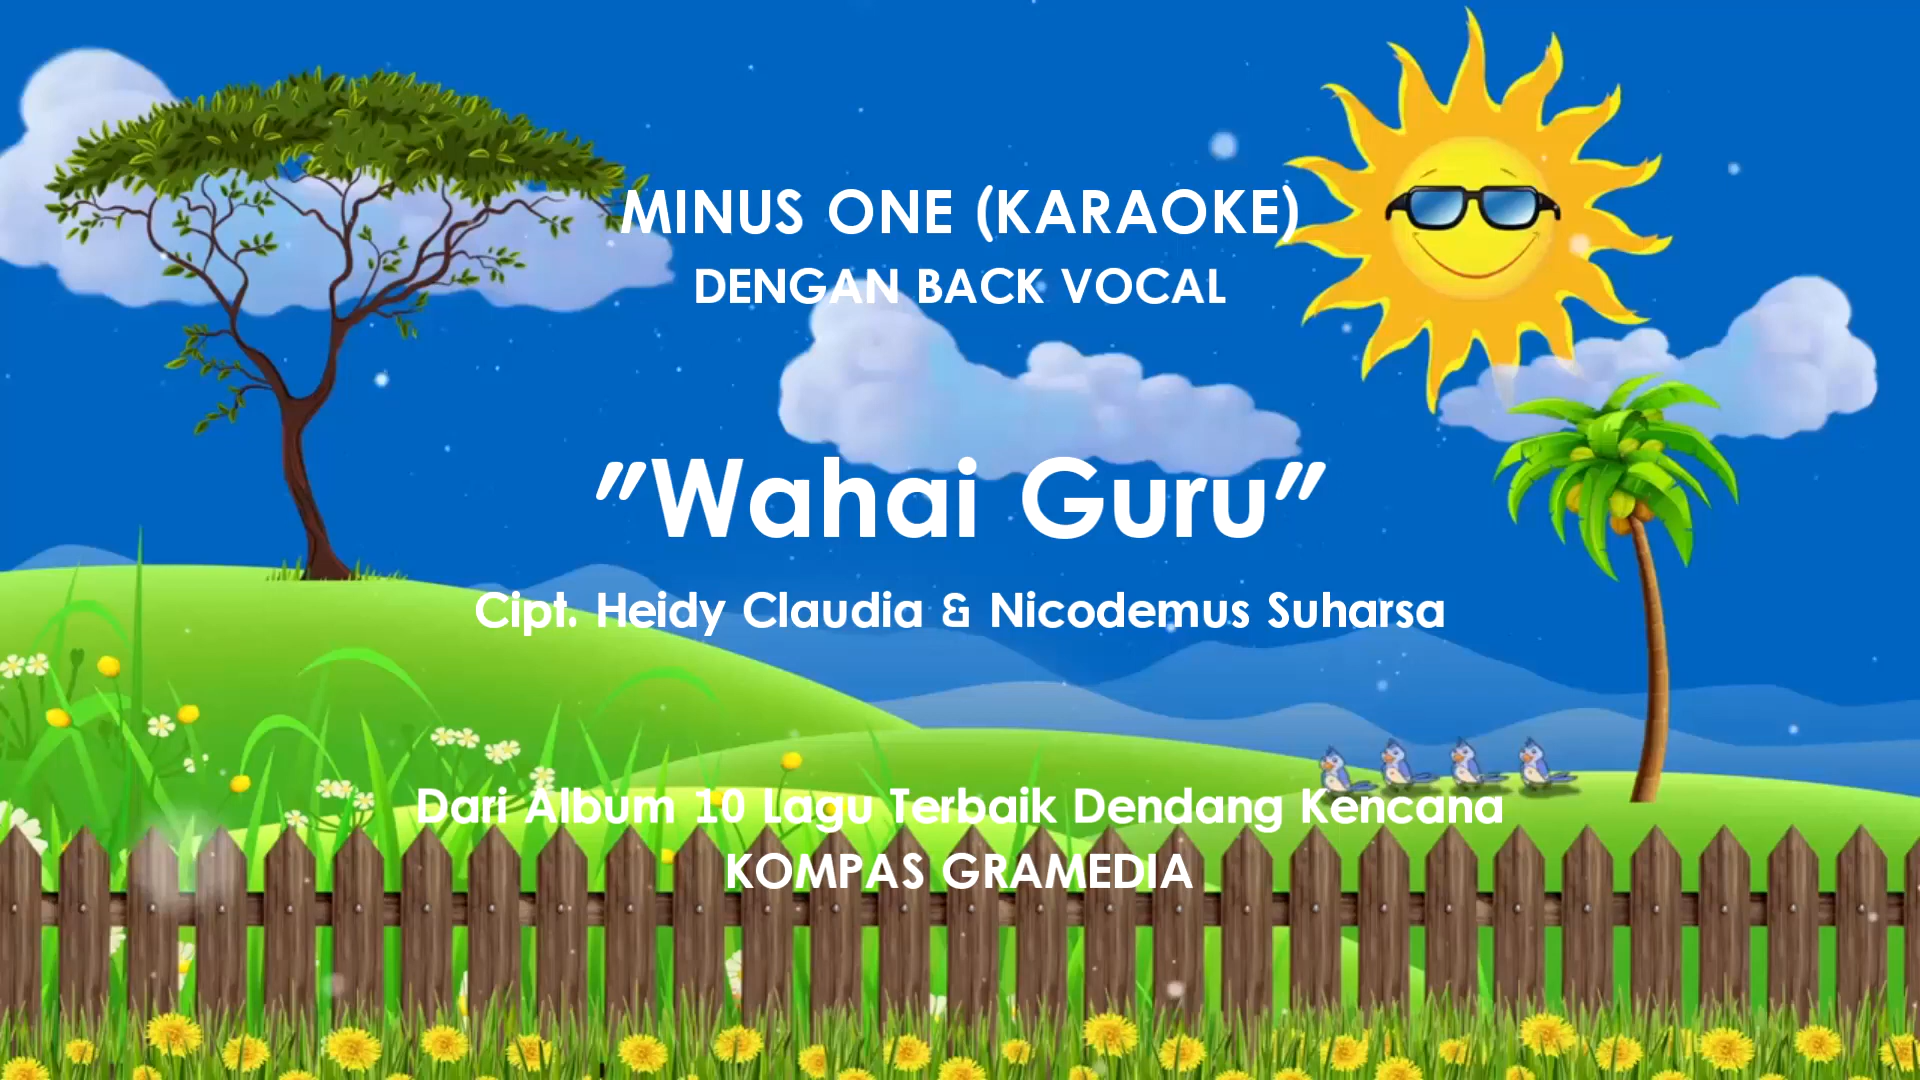 MINUS ONE (KARAOKE)
DENGAN BACK VOCAL
"Wahai Guru"
Cipt. Heidy Claudia & Nicodemus Suharsa
Dari Album 10 Lagu Terbaik Dendang Kencana
KOMPAS GRAMEDIA